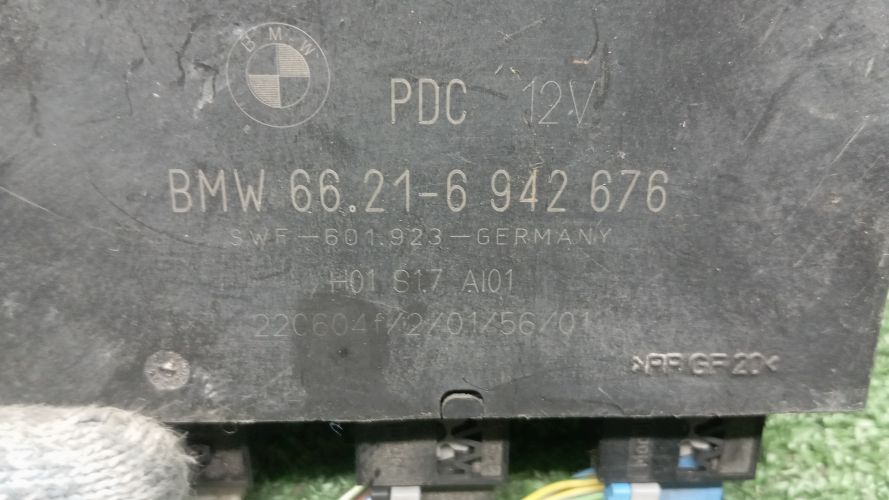 BMW
PDC 12V
BMW 66.21-6 942 676
SWF-601.923-GERMANY
H01 S1.7 AI01
220604f/2/01/56/01
>PP GF 20<